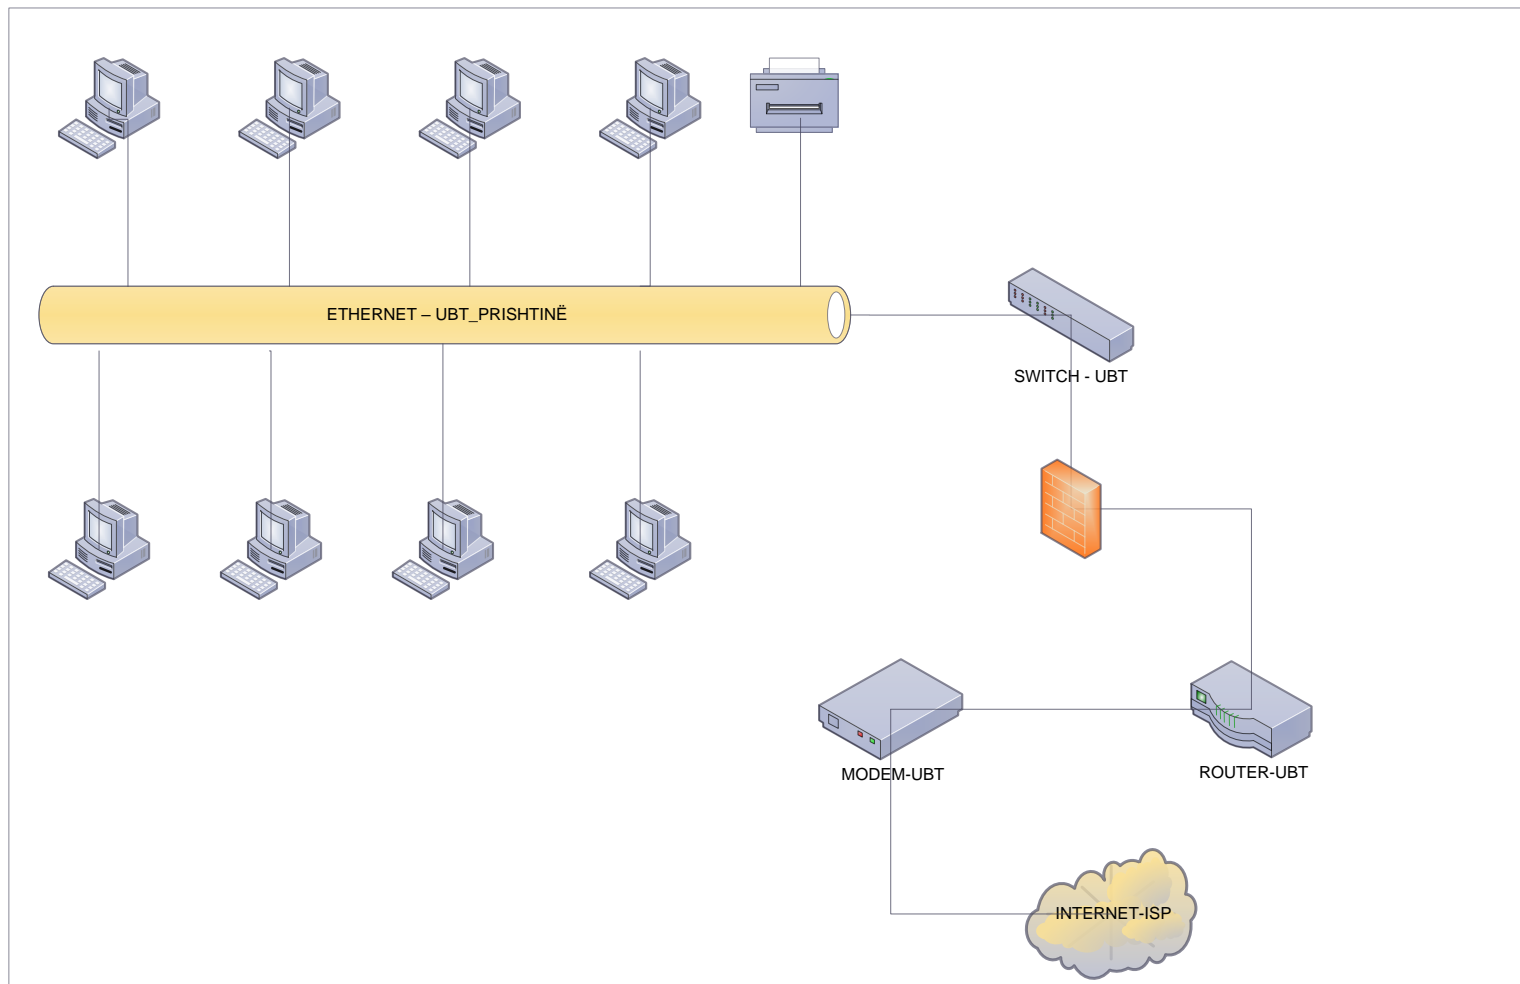 ETHERNET – UBT_PRISHTINË
SWITCH - UBT
MODEM-UBT
ROUTER-UBT
INTERNET-ISP